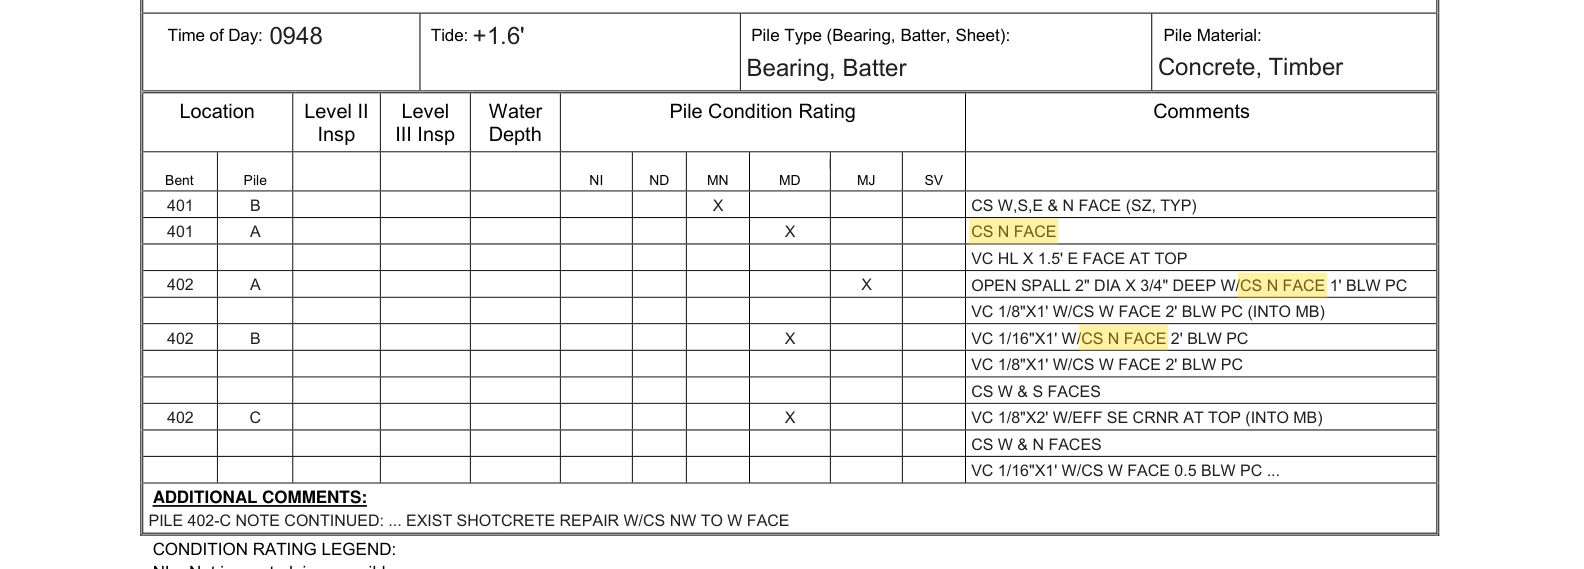 Time of Day: 0948 Tide: +1.6' Pile Type (Bearing, Batter, Sheet): Pile Material:
Bearing, Batter Concrete, Timber
Location Level II Insp Level III Insp Water Depth Pile Condition Rating Comments
Bent Pile NI ND MN MD MJ SV
401 B X CS W,S,E & N FACE (SZ, TYP)
401 A X CS N FACE
VC HL X 1.5' E FACE AT TOP
402 A X OPEN SPALL 2" DIA X 3/4" DEEP W/CS N FACE 1' BLW PC
VC 1/8"X1' W/CS W FACE 2' BLW PC (INTO MB)
402 B X VC 1/16"X1' W/CS N FACE 2' BLW PC
VC 1/8"X1' W/CS W FACE 2' BLW PC
CS W & S FACES
402 C X VC 1/8"X2' W/EFF SE CRNR AT TOP (INTO MB)
CS W & N FACES
VC 1/16"X1' W/CS W FACE 0.5 BLW PC ...
ADDITIONAL COMMENTS:
PILE 402-C NOTE CONTINUED: ... EXIST SHOTCRETE REPAIR W/CS NW TO W FACE
CONDITION RATING LEGEND: